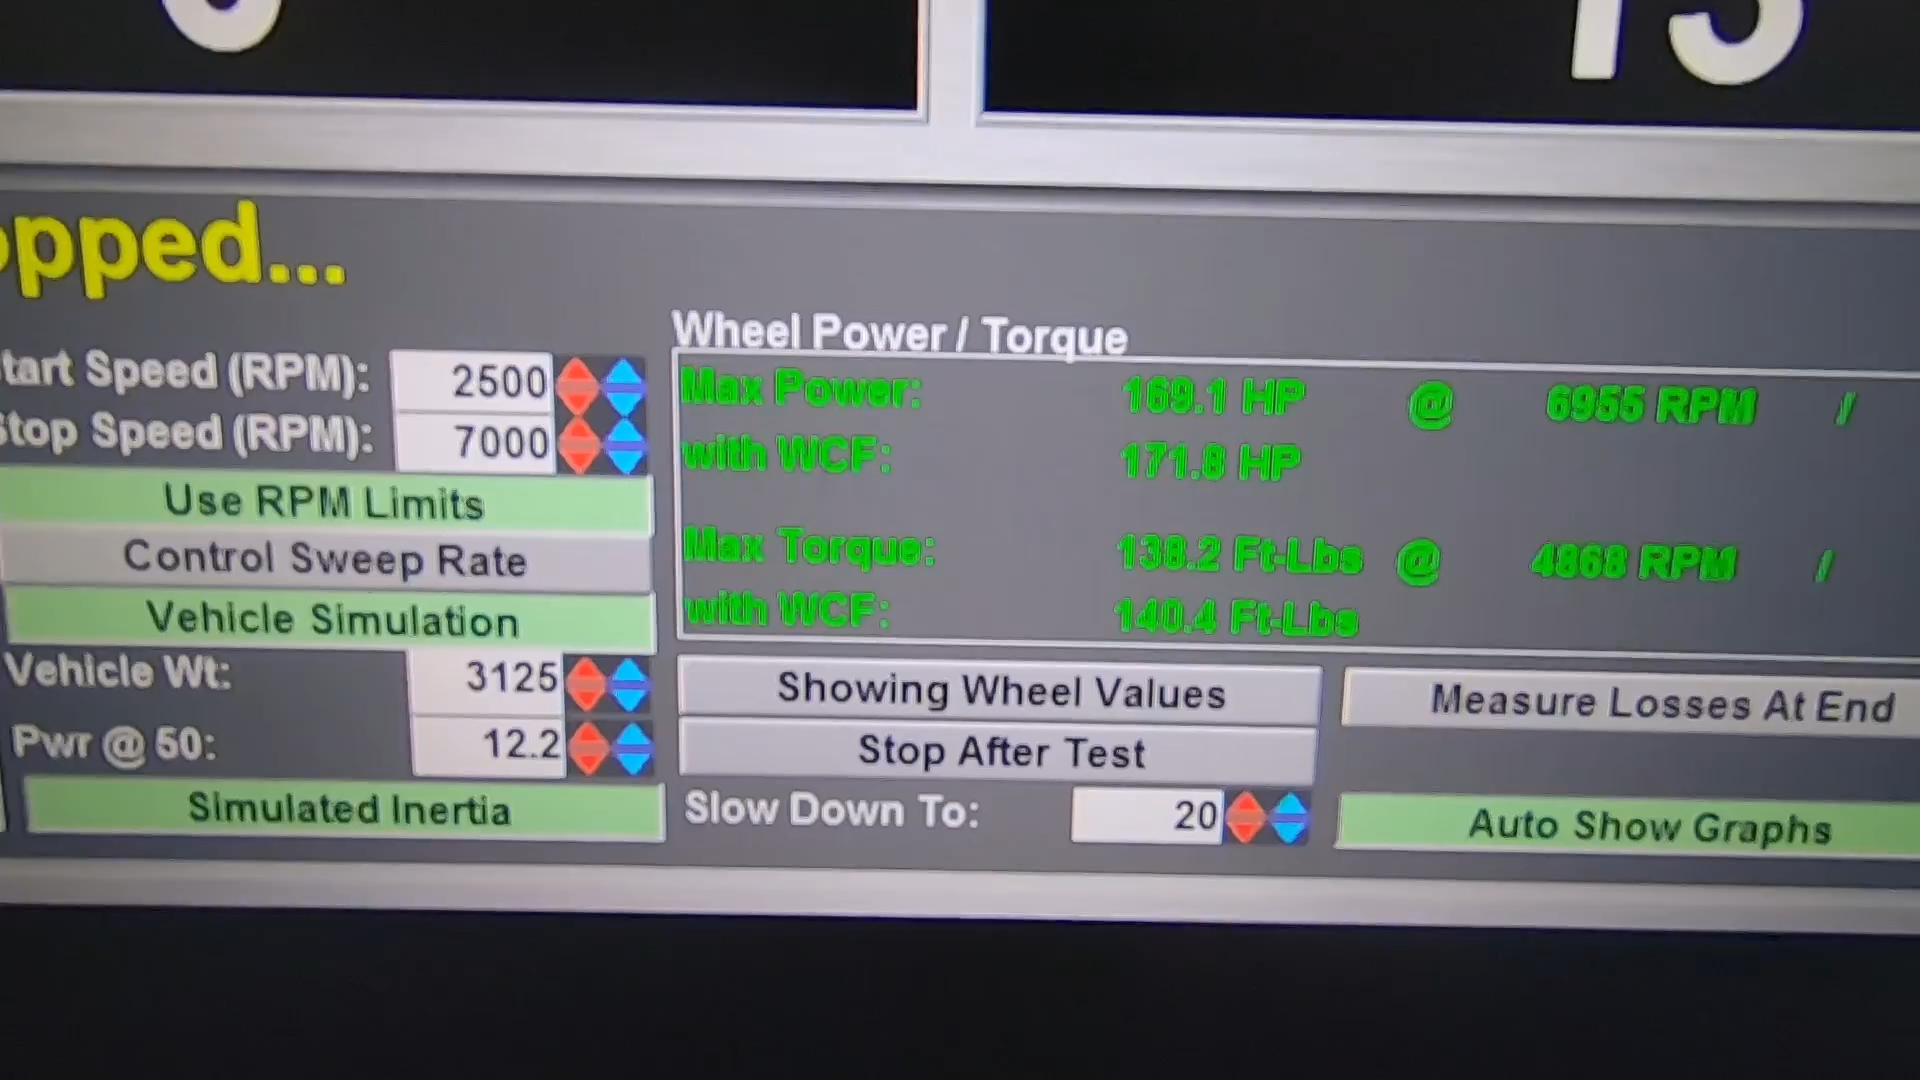 opped...
Wheel Power / Torque
tart Speed (RPM): 2500
Stop Speed (RPM): 7000
Use RPM Limits
Control Sweep Rate
Vehicle Simulation
Vehicle Wt: 3125
Pwr @ 50: 12.2
Simulated Inertia
Max Power: 169.1 HP @ 6955 RPM /
with WCF: 171.8 HP
Max Torque: 138.2 Ft-Lbs @ 4868 RPM /
with WCF: 140.4 Ft-Lbs
Showing Wheel Values
Measure Losses At End
Stop After Test
Slow Down To: 20
Auto Show Graphs